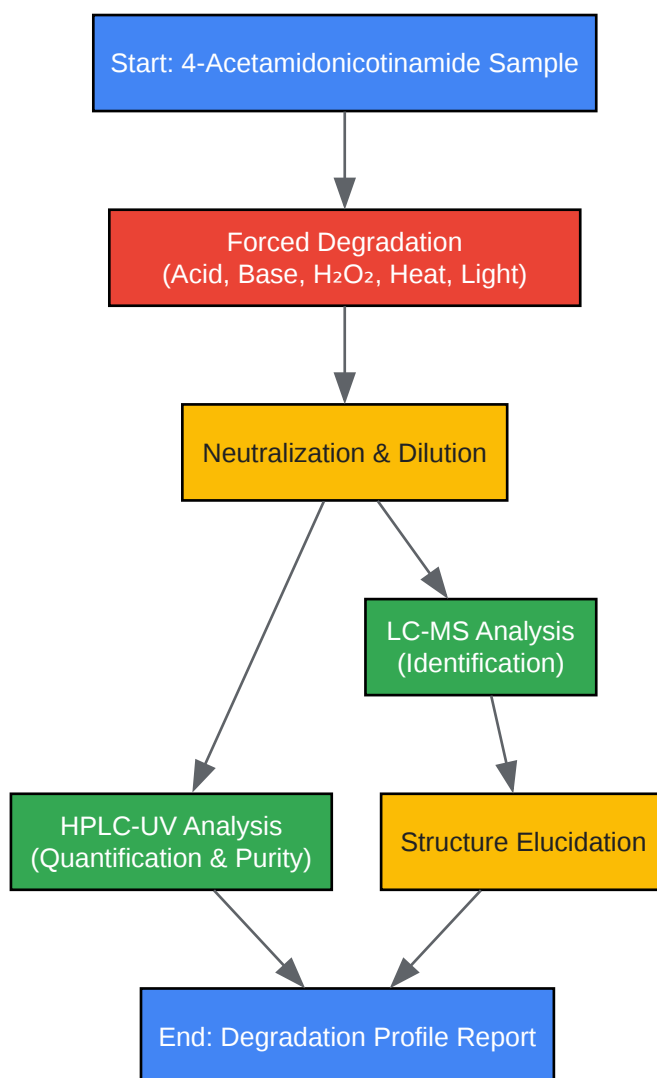 Start: 4-Acetamidonicotinamide Sample
Forced Degradation
(Acid, Base, H₂O₂, Heat, Light)
Neutralization & Dilution
LC-MS Analysis
(Identification)
HPLC-UV Analysis
(Quantification & Purity)
Structure Elucidation
End: Degradation Profile Report